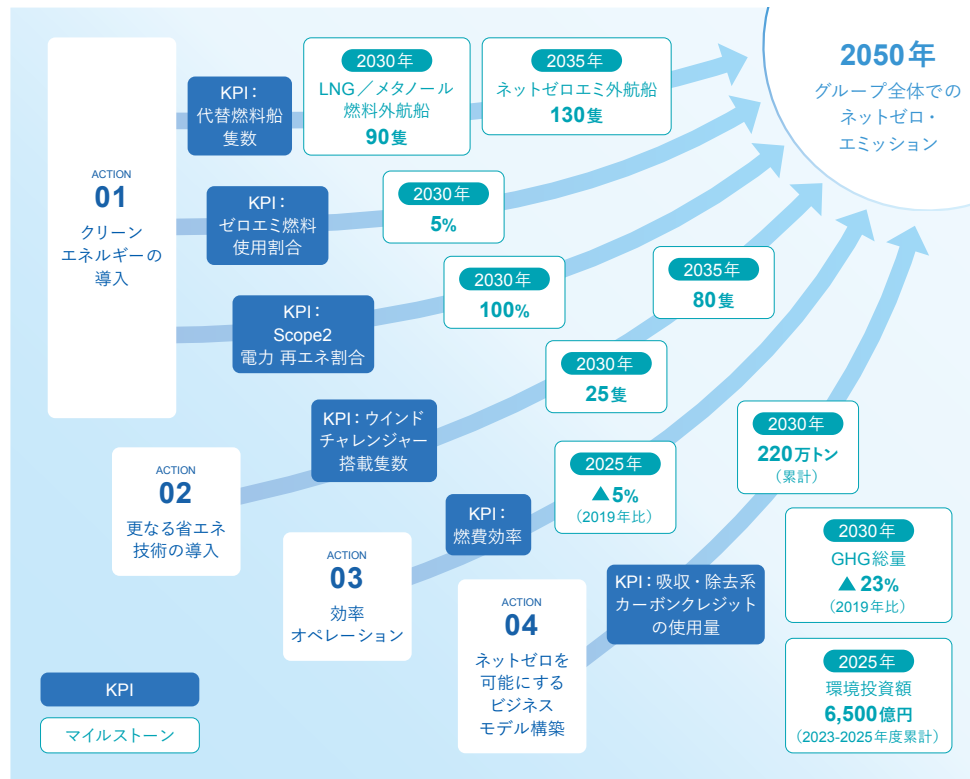 2050年
グループ全体での
ネットゼロ・
エミッション
ACTION
01
クリーン
エネルギーの
導入
KPI：
代替燃料船
隻数
2030年
LNG／メタノール
燃料外航船
90隻
2035年
ネットゼロエミ外航船
130隻
KPI：
ゼロエミ燃料
使用割合
2030年
5%
KPI：
Scope2
電力 再エネ割合
2030年
100%
ACTION
02
更なる省エネ
技術の導入
KPI：ウインド
チャレンジャー
搭載隻数
2030年
25隻
2035年
80隻
ACTION
03
効率
オペレーション
KPI：
燃費効率
2025年
▲5%
（2019年比）
ACTION
04
ネットゼロを
可能にする
ビジネス
モデル構築
KPI：吸収・除去系
カーボンクレジット
の使用量
2030年
220万トン
（累計）
2030年
GHG総量
▲23%
（2019年比）
2025年
環境投資額
6,500億円
（2023-2025年度累計）
KPI
マイルストーン